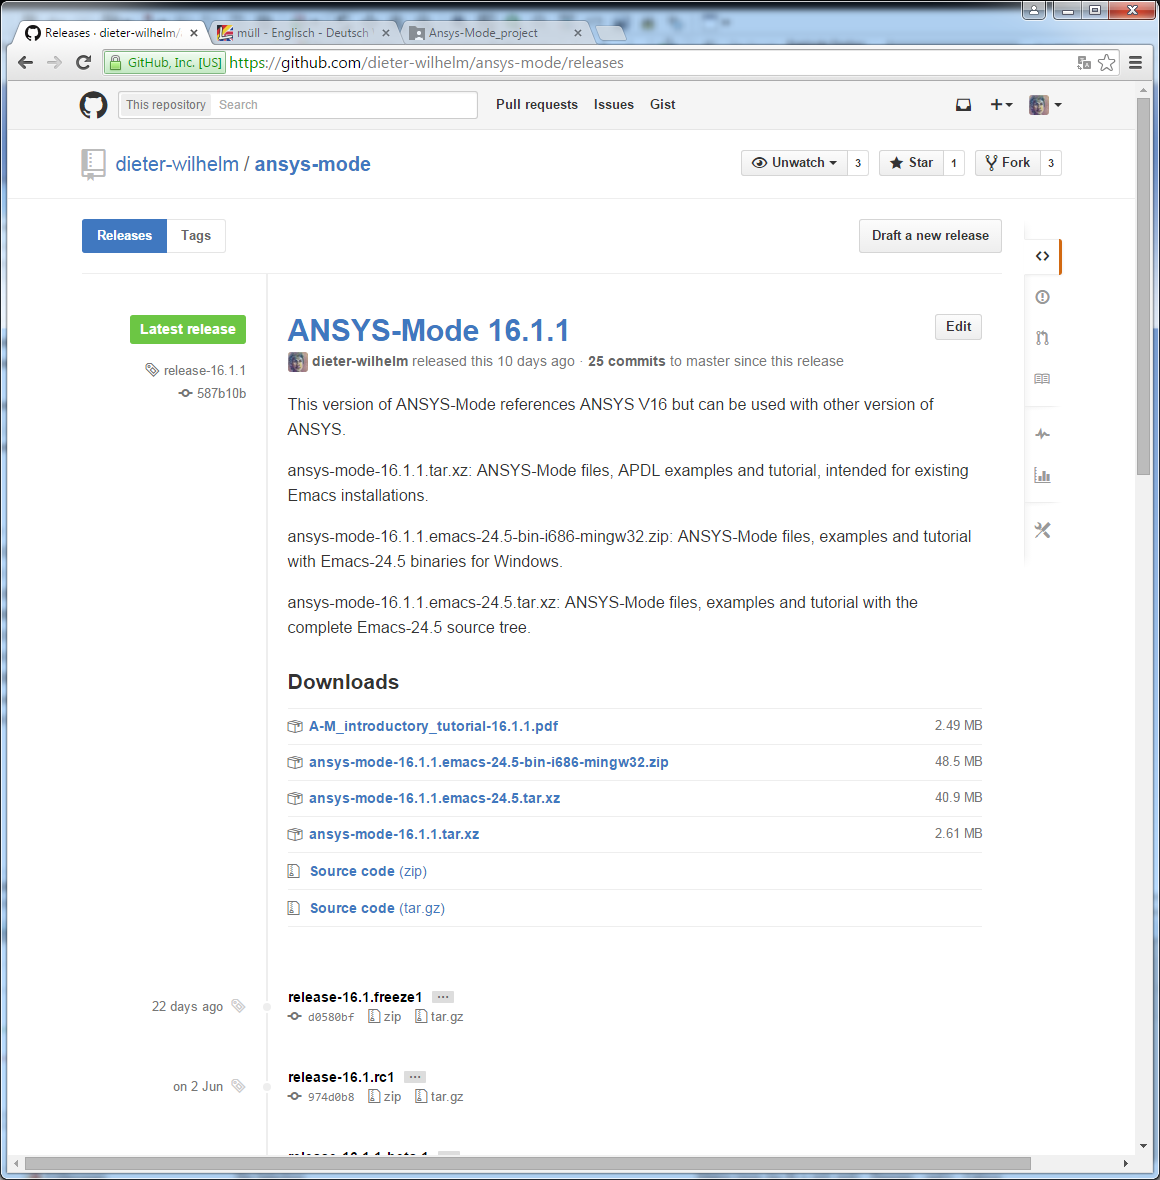 Releases · dieter-wilhelm/
müll - Englisch - Deutsch
Ansys-Mode_project
GitHub, Inc. [US]
https://github.com/dieter-wilhelm/ansys-mode/releases
This repository
Search
Pull requests
Issues
Gist
dieter-wilhelm / ansys-mode
Unwatch
3
Star
1
Fork
3
Releases
Tags
Draft a new release
Latest release
release-16.1.1
587b10b
ANSYS-Mode 16.1.1
Edit
dieter-wilhelm released this 10 days ago · 25 commits to master since this release
This version of ANSYS-Mode references ANSYS V16 but can be used with other version of
ANSYS.
ansys-mode-16.1.1.tar.xz: ANSYS-Mode files, APDL examples and tutorial, intended for existing
Emacs installations.
ansys-mode-16.1.1.emacs-24.5-bin-i686-mingw32.zip: ANSYS-Mode files, examples and tutorial
with Emacs-24.5 binaries for Windows.
ansys-mode-16.1.1.emacs-24.5.tar.xz: ANSYS-Mode files, examples and tutorial with the
complete Emacs-24.5 source tree.
Downloads
A-M_introductory_tutorial-16.1.1.pdf
2.49 MB
ansys-mode-16.1.1.emacs-24.5-bin-i686-mingw32.zip
48.5 MB
ansys-mode-16.1.1.emacs-24.5.tar.xz
40.9 MB
ansys-mode-16.1.1.tar.xz
2.61 MB
Source code (zip)
Source code (tar.gz)
22 days ago
release-16.1.freeze1
d0580bf
zip
tar.gz
on 2 Jun
release-16.1.rc1
974d0b8
zip
tar.gz